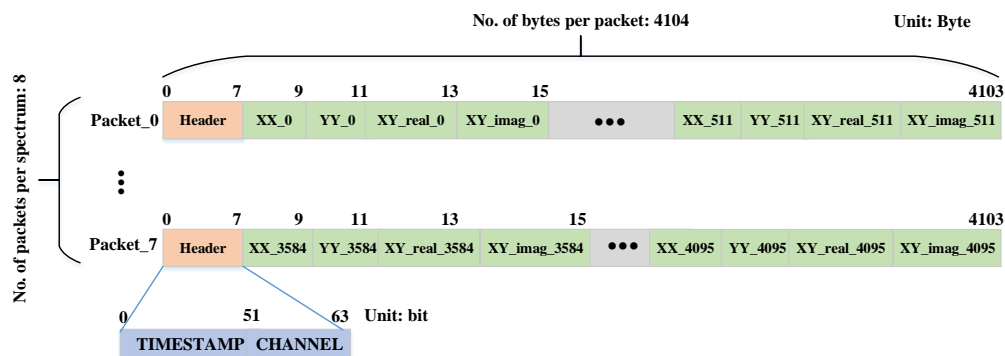 No. of bytes per packet: 4104 Unit: Byte
No. of packets per spectrum: 8
0 7 9 11 13 15 4103
Packet_0 Header XX_0 YY_0 XY_real_0 XY_imag_0 ●●● XX_511 YY_511 XY_real_511 XY_imag_511
0 7 9 11 13 15 4103
Packet_7 Header XX_3584 YY_3584 XY_real_3584 XY_imag_3584 ●●● XX_4095 YY_4095 XY_real_4095 XY_imag_4095
0 51 63 Unit: bit
TIMESTAMP CHANNEL